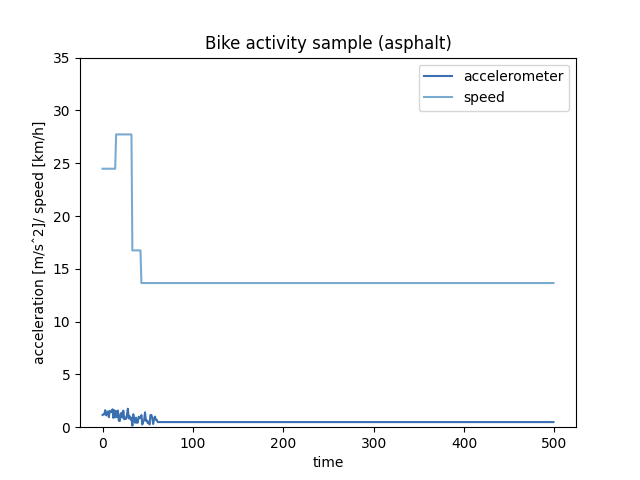 Bike activity sample (asphalt)
accelerometer
speed
acceleration [m/sˆ2]/ speed [km/h]
35
30
25
20
15
10
5
0
0 100 200 300 400 500
time